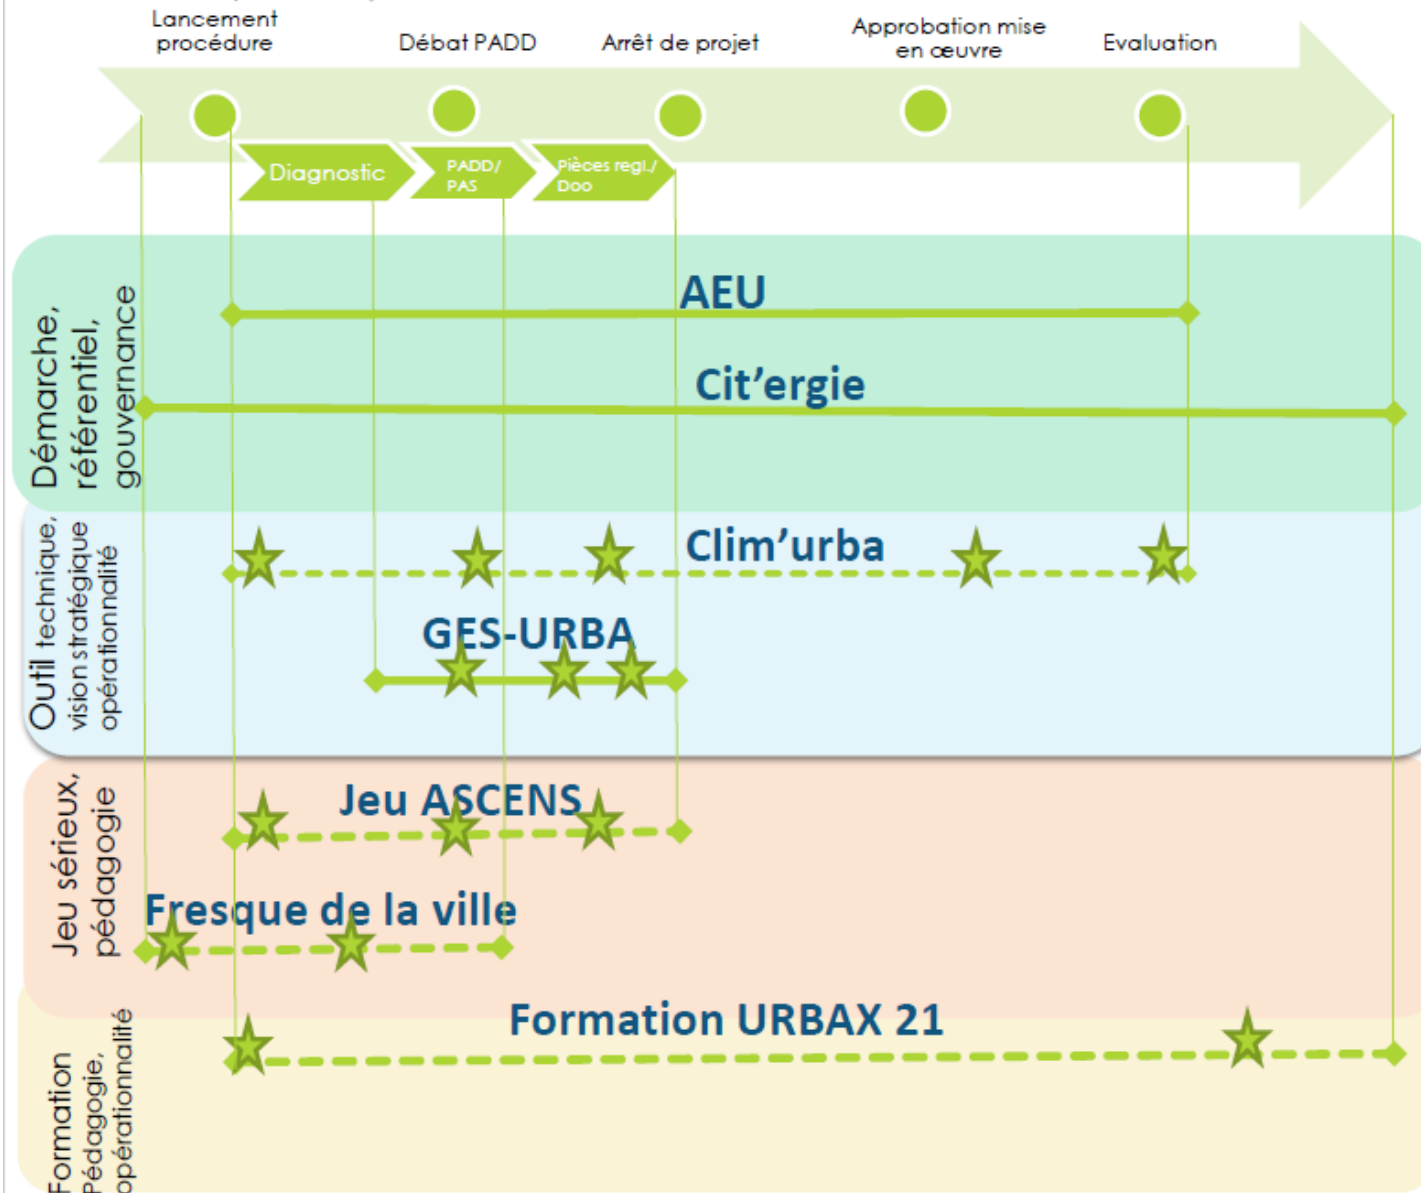 Lancement
procédure
Débat PADD
Arrêt de projet
Approbation mise
en œuvre
Evaluation
Diagnostic
PADD/
PAS
Pièces regl./
Doo
Démarche,
référentiel,
gouvernance
AEU
Cit’ergie
Outil technique,
vision stratégique
opérationnalité
Clim’urba
GES-URBA
Jeu sérieux,
pédagogie
Jeu ASCENS
Fresque de la ville
Formation
Pédagogie,
opérationnalité
Formation URBAX 21